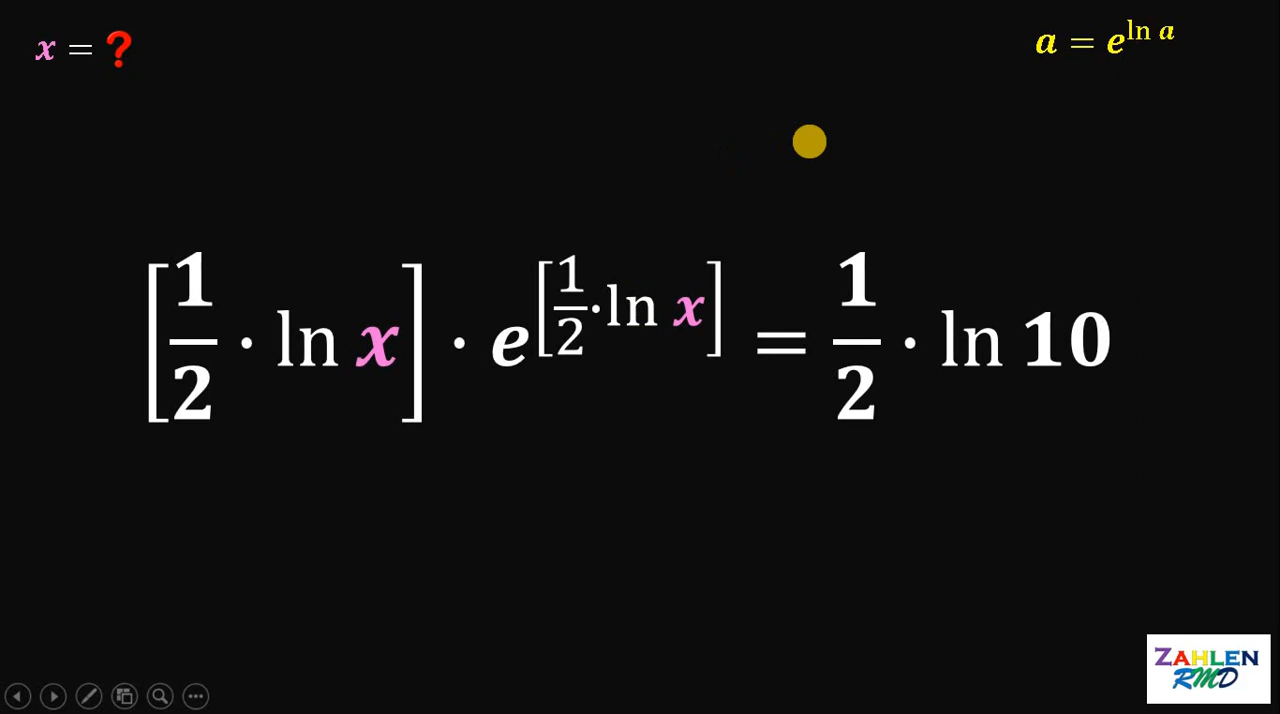 x = ❓
a = e^{ln a}
[1/2 · ln x] · e^{[1/2 · ln x]} = 1/2 · ln 10
ZAHLEN
RMD